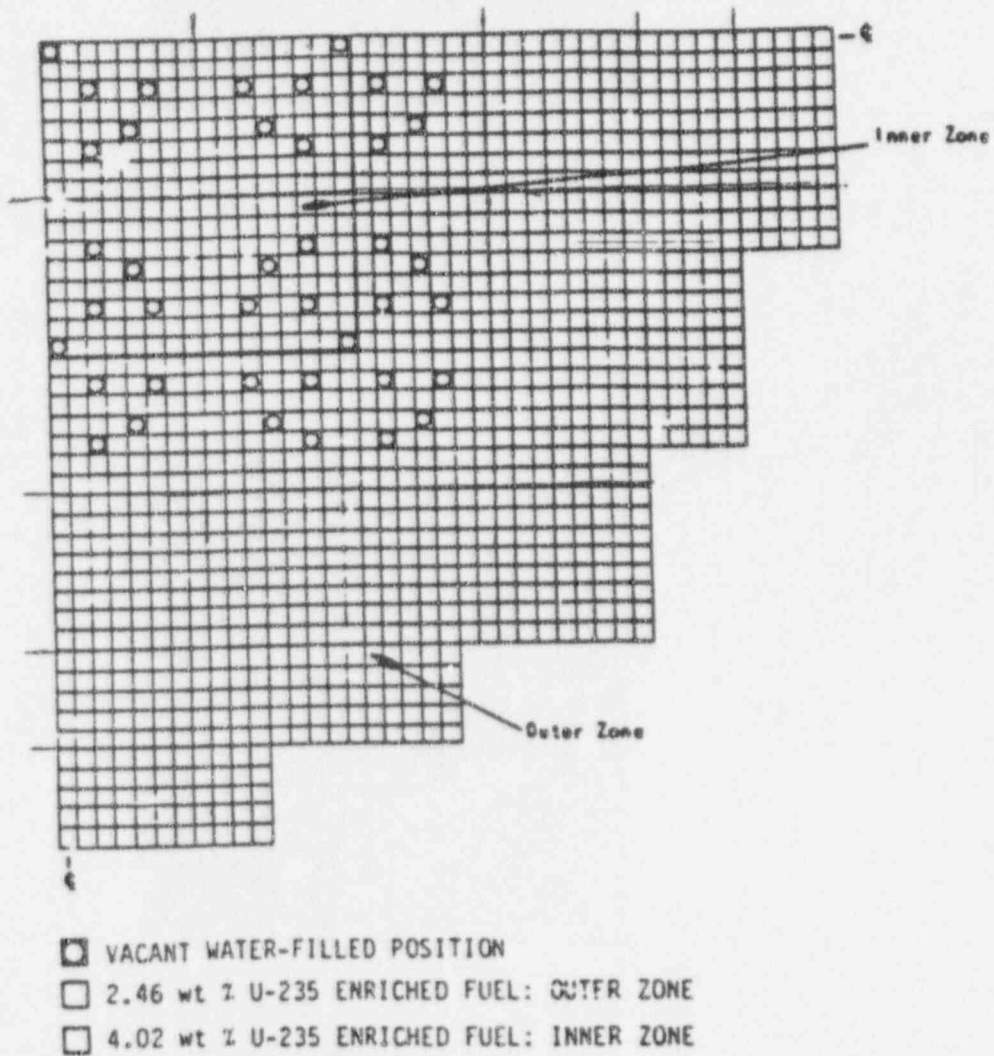 ℄
Inner Zone
Outer Zone
℄
VACANT WATER-FILLED POSITION
2.46 wt % U-235 ENRICHED FUEL: OUTER ZONE
4.02 wt % U-235 ENRICHED FUEL: INNER ZONE